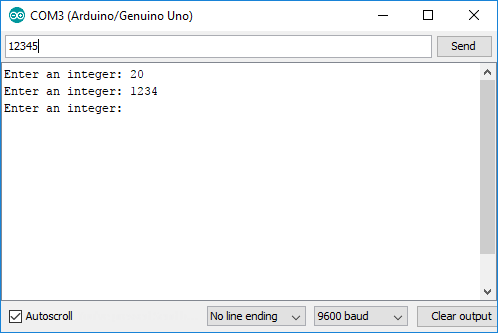 COM3 (Arduino/Genuino Uno)
12345
Send
Enter an integer: 20
Enter an integer: 1234
Enter an integer:
Autoscroll
No line ending
9600 baud
Clear output